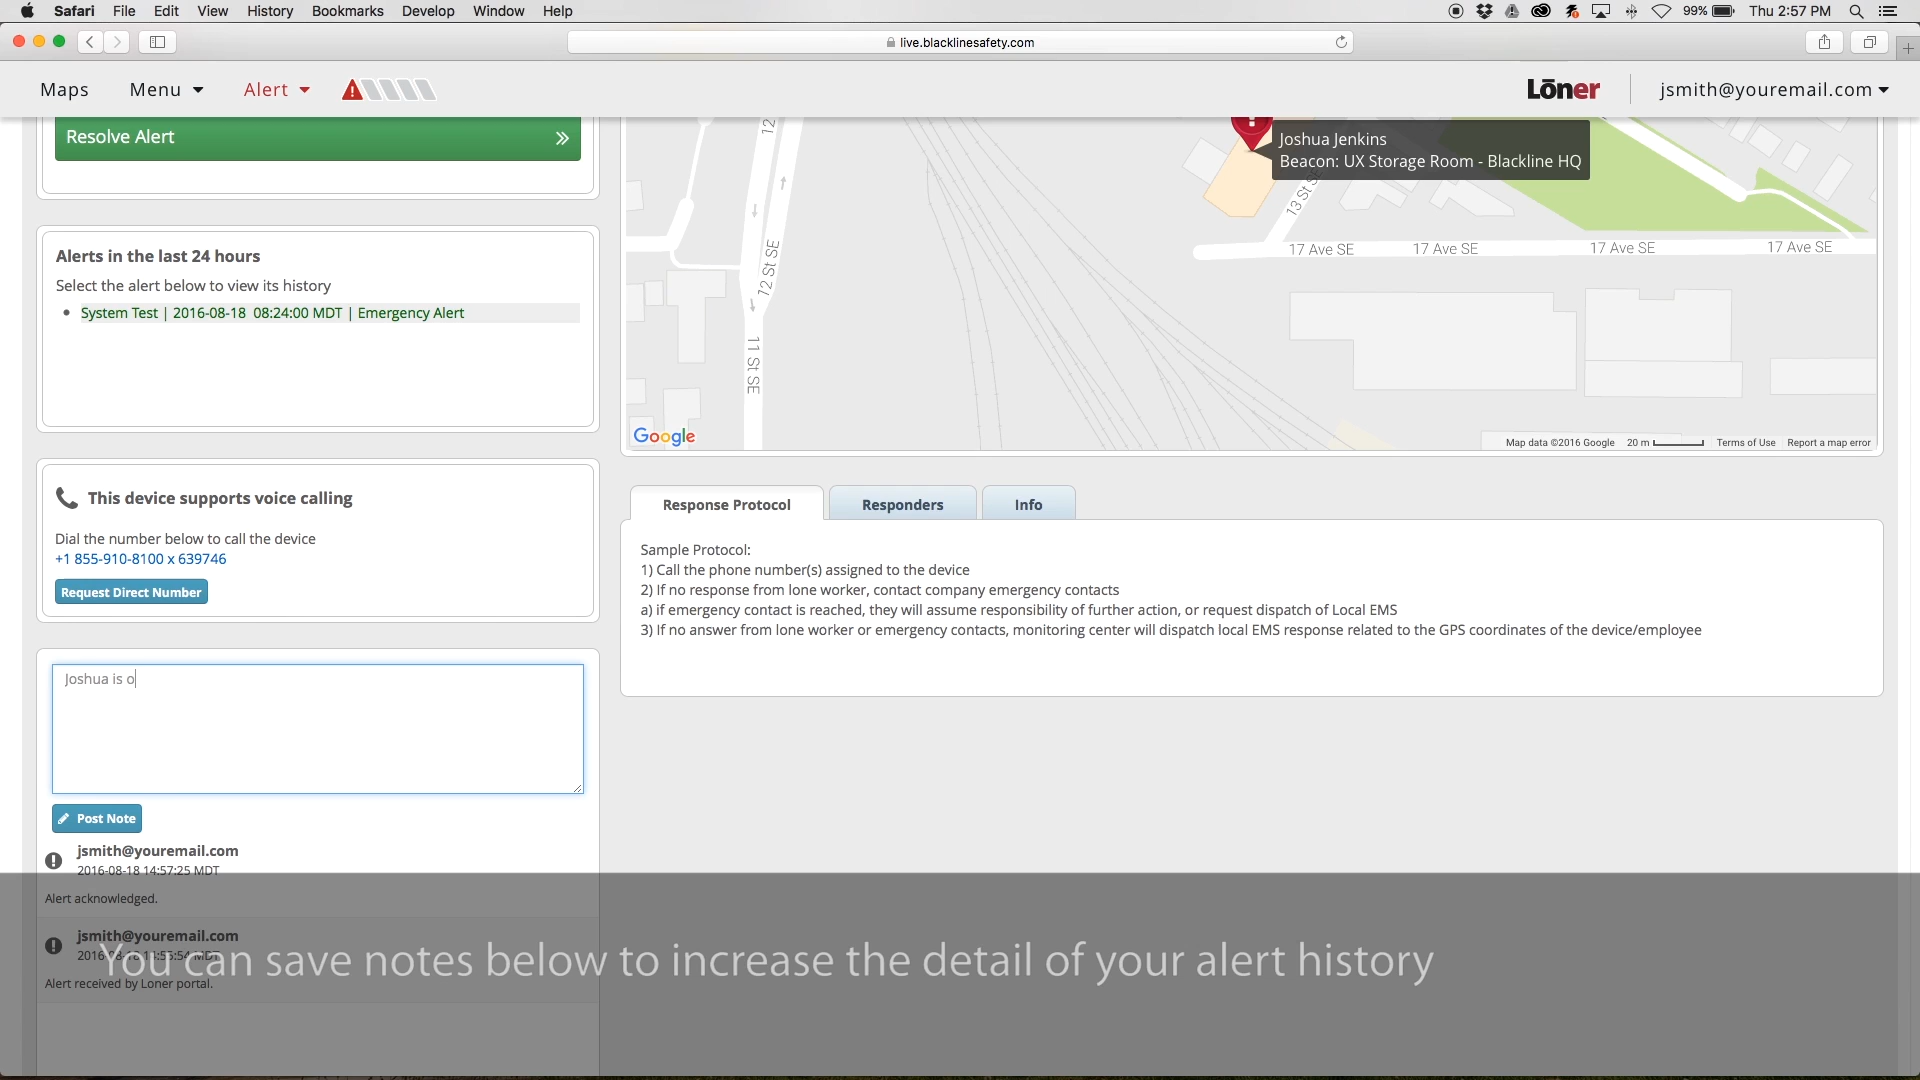 Safari File Edit View History Bookmarks Develop Window Help 99% Thu 2:57 PM
live.blacklinesafety.com
Maps Menu Alert Lōner jsmith@youremail.com
Resolve Alert
Joshua Jenkins
Beacon: UX Storage Room - Blackline HQ
12
12 St SE
11 St SE
13 St SE
17 Ave SE 17 Ave SE 17 Ave SE 17 Ave SE
Google
Map data ©2016 Google 20 m Terms of Use Report a map error
Alerts in the last 24 hours
Select the alert below to view its history
• System Test | 2016-08-18 08:24:00 MDT | Emergency Alert
This device supports voice calling
Dial the number below to call the device
+1 855-910-8100 x 639746
Request Direct Number
Response Protocol Responders Info
Sample Protocol:
1) Call the phone number(s) assigned to the device
2) If no response from lone worker, contact company emergency contacts
a) if emergency contact is reached, they will assume responsibility of further action, or request dispatch of Local EMS
3) If no answer from lone worker or emergency contacts, monitoring center will dispatch local EMS response related to the GPS coordinates of the device/employee
Joshua is o
Post Note
jsmith@youremail.com
2016-08-18 14:57:25 MDT
Alert acknowledged.
jsmith@youremail.com
Alert received by Loner portal.
You can save notes below to increase the detail of your alert history